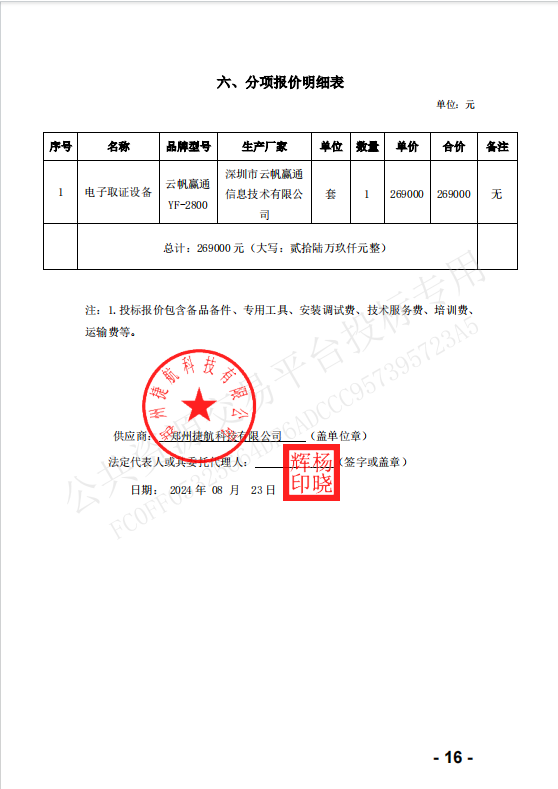 六、分项报价明细表
单位：元
序号 名称 品牌型号 生产厂家 单位 数量 单价 合价 备注
1 电子取证设备 云帆赢通 YF-2800 深圳市云帆赢通信息技术有限公司 套 1 269000 269000 无
总计：269000 元（大写：贰拾陆万玖仟元整）
注：1.投标报价包含备品备件、专用工具、安装调试费、技术服务费、培训费、
运输费等。
供应商：郑州捷航科技有限公司（盖单位章）
法定代表人或其委托代理人：（签字或盖章）
日期：2024 年 08 月 23 日
州捷航科技有限公
杨晓辉印
- 16 -